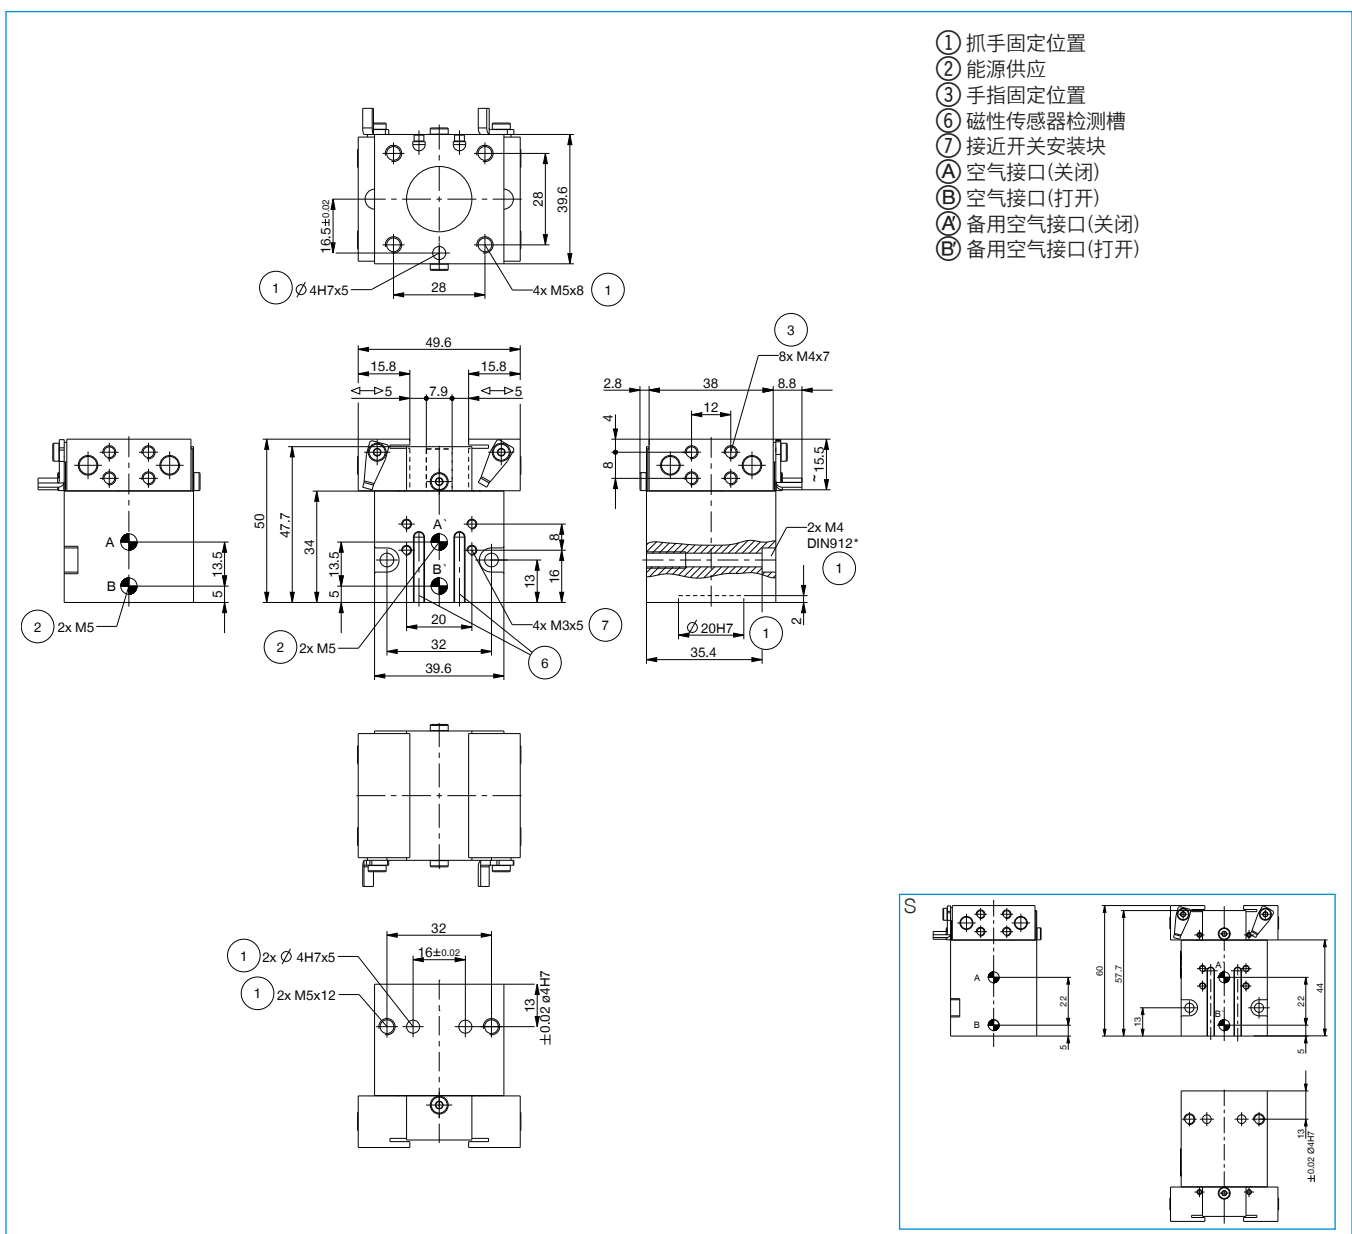 ① 抓手固定位置
② 能源供应
③ 手指固定位置
⑥ 磁性传感器检测槽
⑦ 接近开关安装块
Ⓐ 空气接口(关闭)
Ⓑ 空气接口(打开)
A' 备用空气接口(关闭)
B' 备用空气接口(打开)
16.5±0.02
28
39.6
1 Ø 4H7x5
28
4x M5x8 1
49.6
15.8 15.8
5 7.9 5
50
47.7
34
13.5
5
A`
B`
8
16
13
20
32
39.6
2 2x M5
4x M3x5 7
6
A
B
13.5
5
2 2x M5
3
8x M4x7
2.8 38 8.8
12
4
8
~15.5
2x M4
DIN912*
1
2
Ø 20H7 1
35.4
32
16±0.02
1 2x Ø 4H7x5
1 2x M5x12
13
±0.02 ø4H7
S
A
B
22
5
60
57.7
13
A`
B`
22
44
5
13
±0.02 Ø4H7